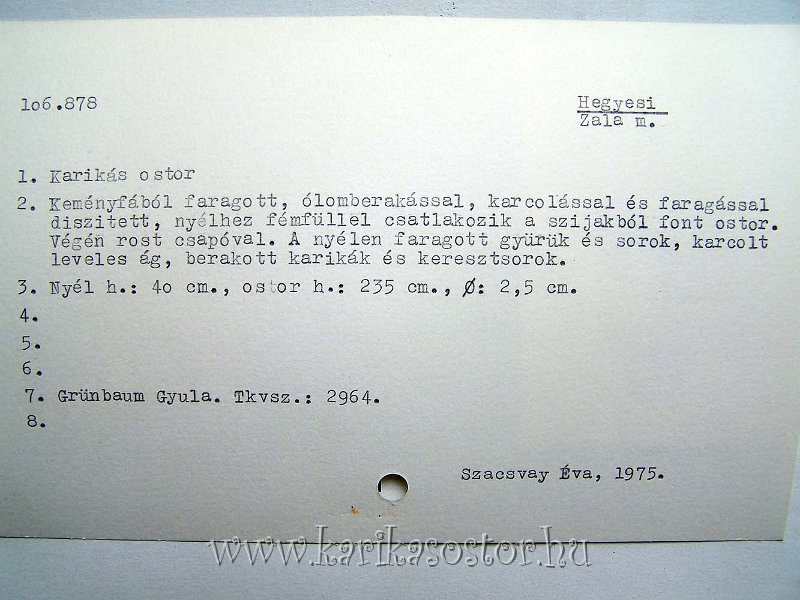 1o6.878
Hegyesi
Zala m.
1. Karikás ostor
2. Keményfából faragott, ólomberakással, karcolással és faragással
diszitett, nyélhez fémfüllel csatlakozik a szijakból font ostor.
Végén rost csapóval. A nyélen faragott gyürük és sorok, karcolt
leveles ág, berakott karikák és keresztsorok.
3. Nyél h.: 4o cm., ostor h.: 235 cm., Ø: 2,5 cm.
4.
5.
6.
7. Grünbaum Gyula. Tkvsz.: 2964.
8.
Szacsvay Éva, 1975.
www.karikasostor.hu